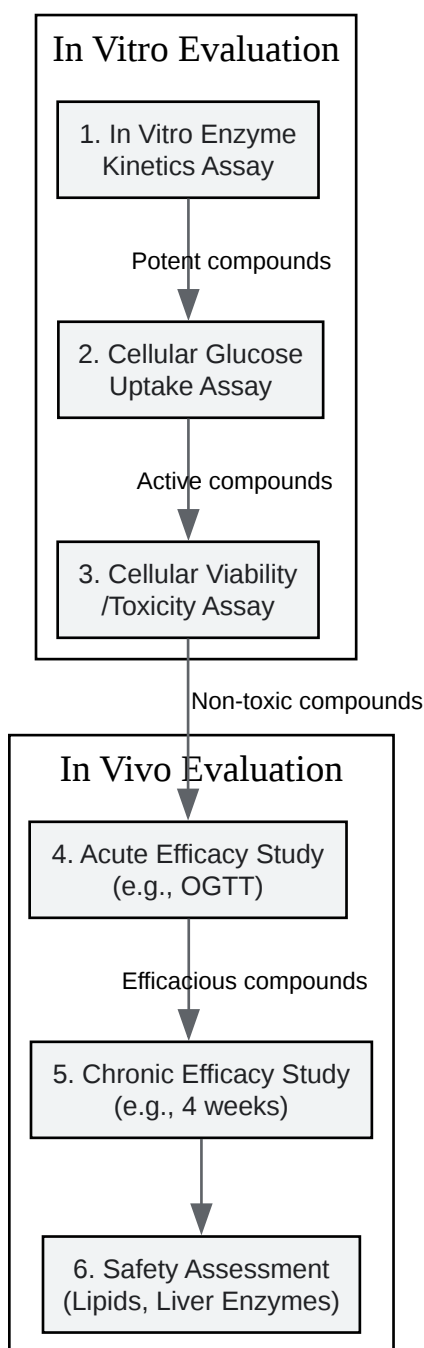 In Vitro Evaluation
1. In Vitro Enzyme
Kinetics Assay
Potent compounds
2. Cellular Glucose
Uptake Assay
Active compounds
3. Cellular Viability
/Toxicity Assay
Non-toxic compounds
In Vivo Evaluation
4. Acute Efficacy Study
(e.g., OGTT)
Efficacious compounds
5. Chronic Efficacy Study
(e.g., 4 weeks)
6. Safety Assessment
(Lipids, Liver Enzymes)